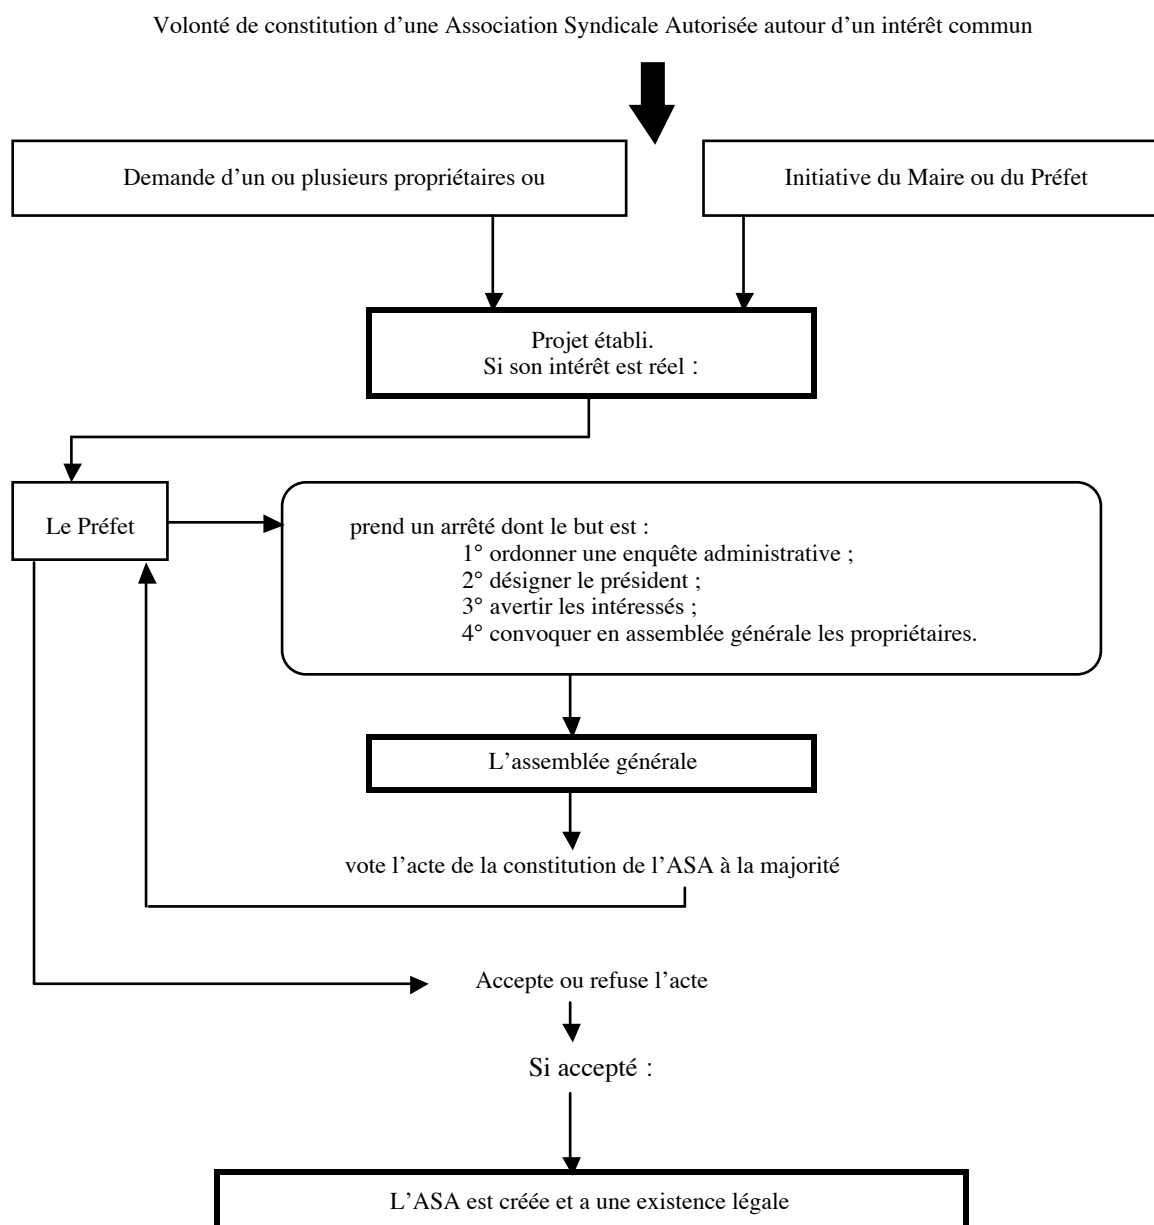 Volonté de constitution d’une Association Syndicale Autorisée autour d’un intérêt commun
Demande d’un ou plusieurs propriétaires ou
Initiative du Maire ou du Préfet
Projet établi.
Si son intérêt est réel :
Le Préfet
prend un arrêté dont le but est :
1° ordonner une enquête administrative ;
2° désigner le président ;
3° avertir les intéressés ;
4° convoquer en assemblée générale les propriétaires.
L’assemblée générale
vote l’acte de la constitution de l’ASA à la majorité
Accepte ou refuse l’acte
Si accepté :
L’ASA est créée et a une existence légale